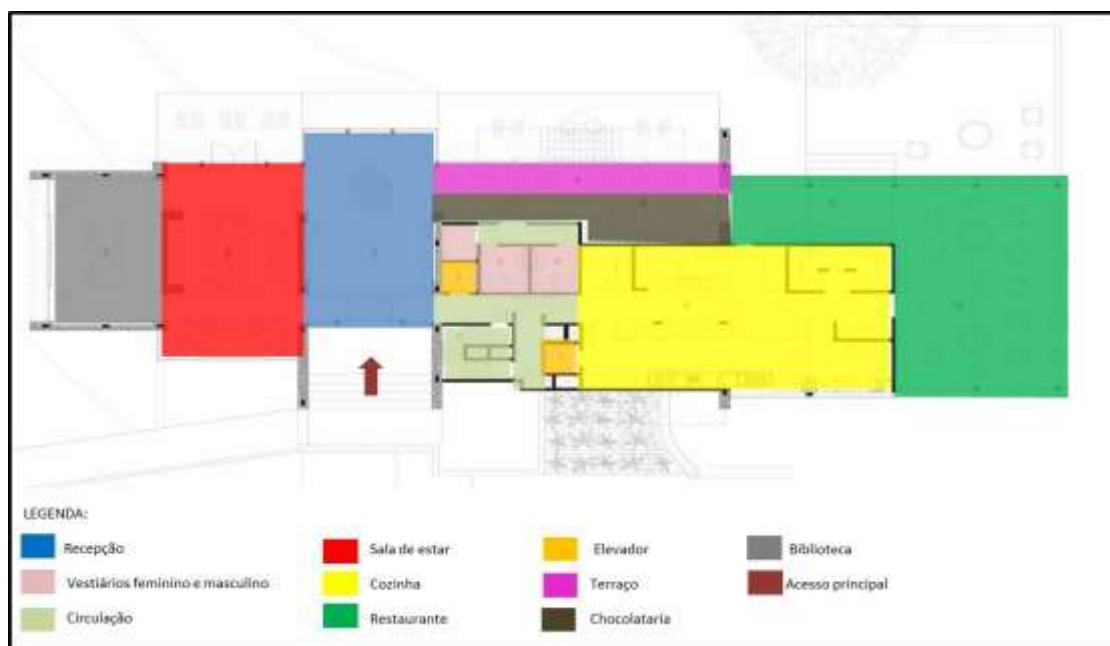 LEGENDA:
Recepção
Sala de estar
Elevador
Biblioteca
Vestiários feminino e masculino
Cozinha
Terraço
Acesso principal
Circulação
Restaurante
Chocolataria